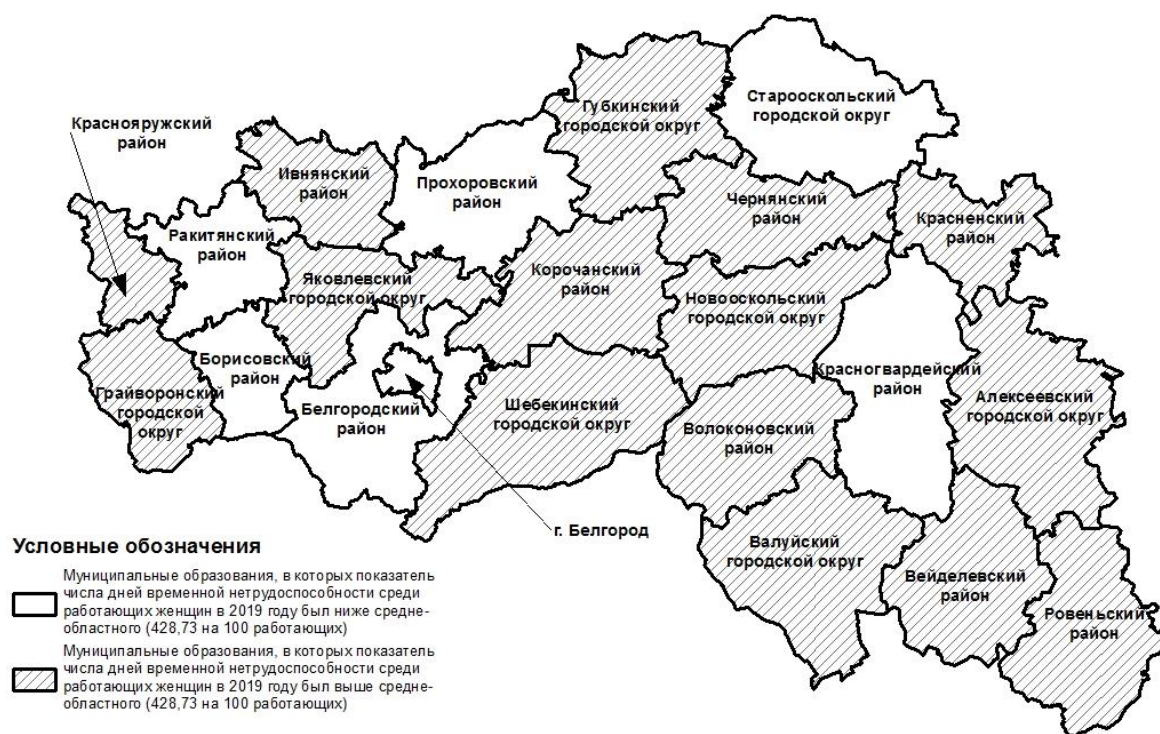 Губкинский
городской округ
Старооскольский
городской округ
Краснояружский
район
Ивнянский
район
Прохоровский
район
Чернянский
район
Красненский
район
Ракитянский
район
Яковлевский
городской округ
Корочанский
район
Новооскольский
городской округ
Борисовский
район
Красногвардейский
район
Грайворонский
городской
округ
Белгородский
район
Шебекинский
городской округ
Алексеевский
городской округ
Волоконовский
район
г. Белгород
Валуйский
городской округ
Вейделевский
район
Ровеньский
район
Условные обозначения
Муниципальные образования, в которых показатель
числа дней временной нетрудоспособности среди
работающих женщин в 2019 году был ниже средне-
областного (428,73 на 100 работающих)
Муниципальные образования, в которых показатель
числа дней временной нетрудоспособности среди
работающих женщин в 2019 году был выше средне-
областного (428,73 на 100 работающих)